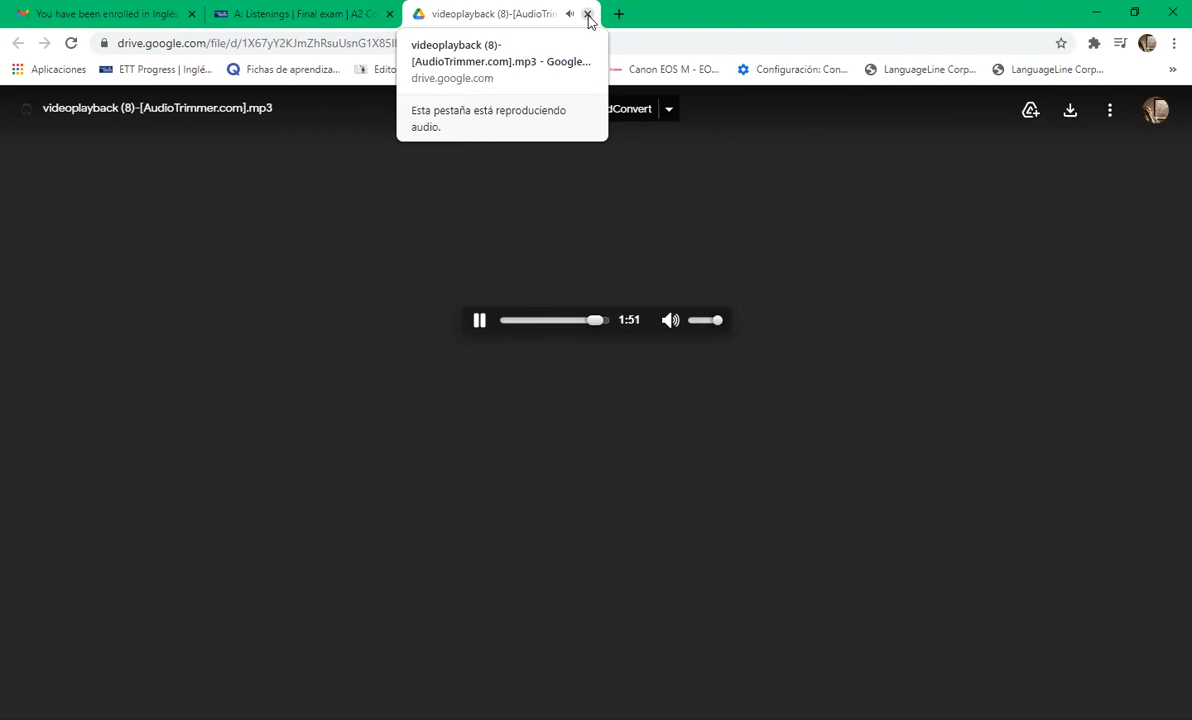 You have been enrolled in Inglés
A: Listenings | Final exam | A2 Co
videoplayback (8)-[AudioTrim
drive.google.com/file/d/1X67yY2KJmZhRsuUsnG1X85I
videoplayback (8)-
[AudioTrimmer.com].mp3 - Google...
drive.google.com
Esta pestaña está reproduciendo
audio.
Aplicaciones
ETT Progress | Inglé...
Fichas de aprendiza...
Edito
Canon EOS M - EO...
Configuración: Con...
LanguageLine Corp...
LanguageLine Corp...
»
videoplayback (8)-[AudioTrimmer.com].mp3
dConvert
1:51